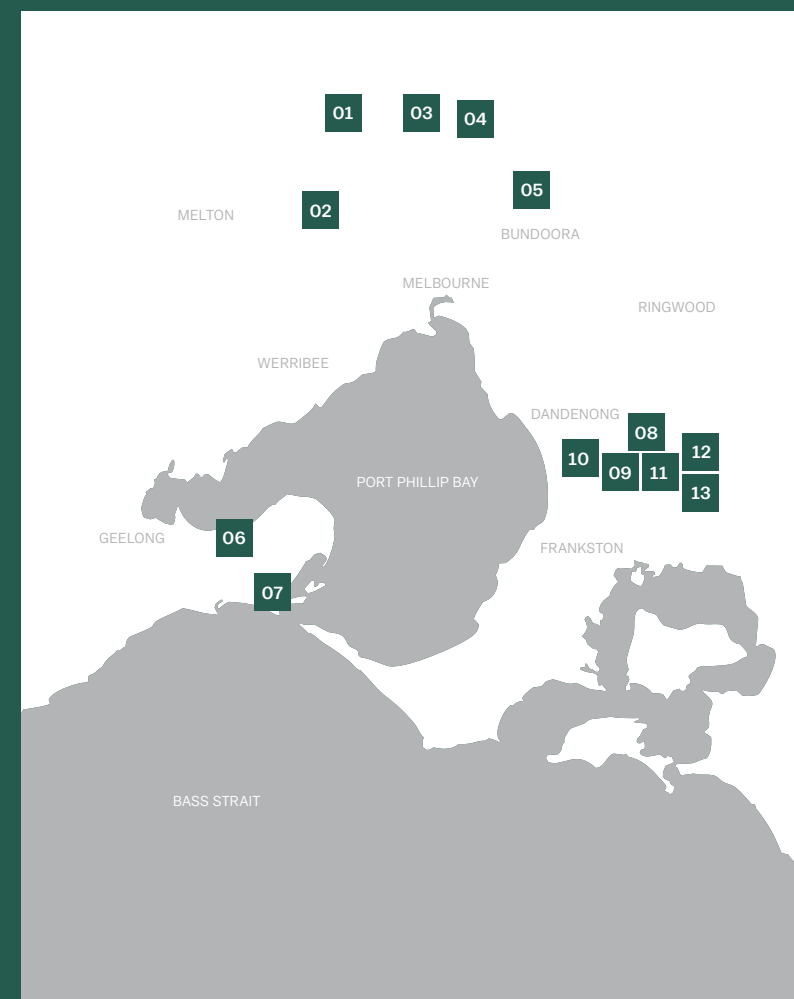 01
03
04
05
02
MELTON
BUNDOORA
MELBOURNE
RINGWOOD
WERRIBEE
DANDENONG
08
12
10
09
11
13
PORT PHILLIP BAY
06
GEELONG
FRANKSTON
07
BASS STRAIT